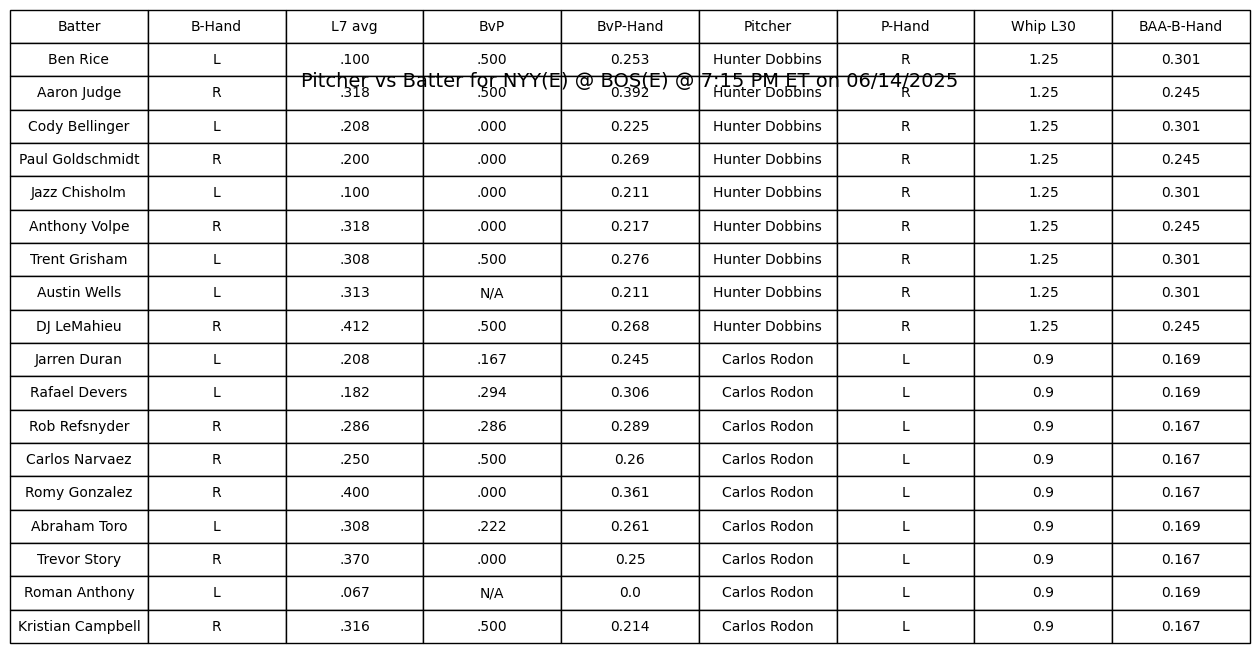 Batter B-Hand L7 avg BvP BvP-Hand Pitcher P-Hand Whip L30 BAA-B-Hand
Ben Rice L .100 .500 0.253 Hunter Dobbins R 1.25 0.301
Pitcher vs Batter for NYY(E) @ BOS(E) @ 7:15 PM ET on 06/14/2025
Aaron Judge R .318 .500 0.392 Hunter Dobbins R 1.25 0.245
Cody Bellinger L .208 .000 0.225 Hunter Dobbins R 1.25 0.301
Paul Goldschmidt R .200 .000 0.269 Hunter Dobbins R 1.25 0.245
Jazz Chisholm L .100 .000 0.211 Hunter Dobbins R 1.25 0.301
Anthony Volpe R .318 .000 0.217 Hunter Dobbins R 1.25 0.245
Trent Grisham L .308 .500 0.276 Hunter Dobbins R 1.25 0.301
Austin Wells L .313 N/A 0.211 Hunter Dobbins R 1.25 0.301
DJ LeMahieu R .412 .500 0.268 Hunter Dobbins R 1.25 0.245
Jarren Duran L .208 .167 0.245 Carlos Rodon L 0.9 0.169
Rafael Devers L .182 .294 0.306 Carlos Rodon L 0.9 0.169
Rob Refsnyder R .286 .286 0.289 Carlos Rodon L 0.9 0.167
Carlos Narvaez R .250 .500 0.26 Carlos Rodon L 0.9 0.167
Romy Gonzalez R .400 .000 0.361 Carlos Rodon L 0.9 0.167
Abraham Toro L .308 .222 0.261 Carlos Rodon L 0.9 0.169
Trevor Story R .370 .000 0.25 Carlos Rodon L 0.9 0.167
Roman Anthony L .067 N/A 0.0 Carlos Rodon L 0.9 0.169
Kristian Campbell R .316 .500 0.214 Carlos Rodon L 0.9 0.167